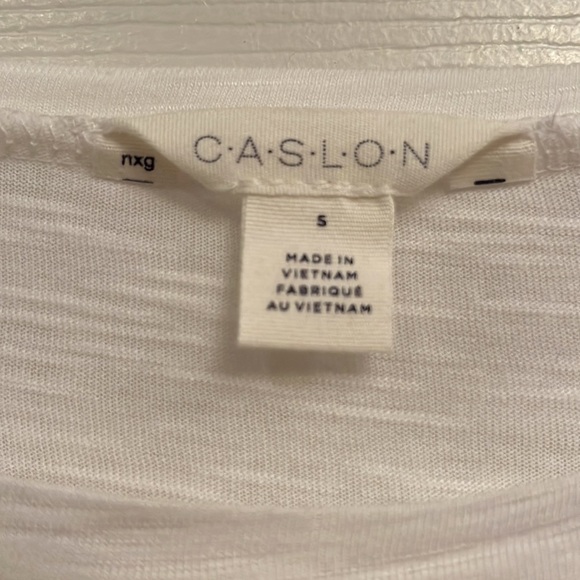 nxg
C·A·S·L·O·N
S
MADE IN
VIETNAM
FABRIQUÉ
AU VIETNAM